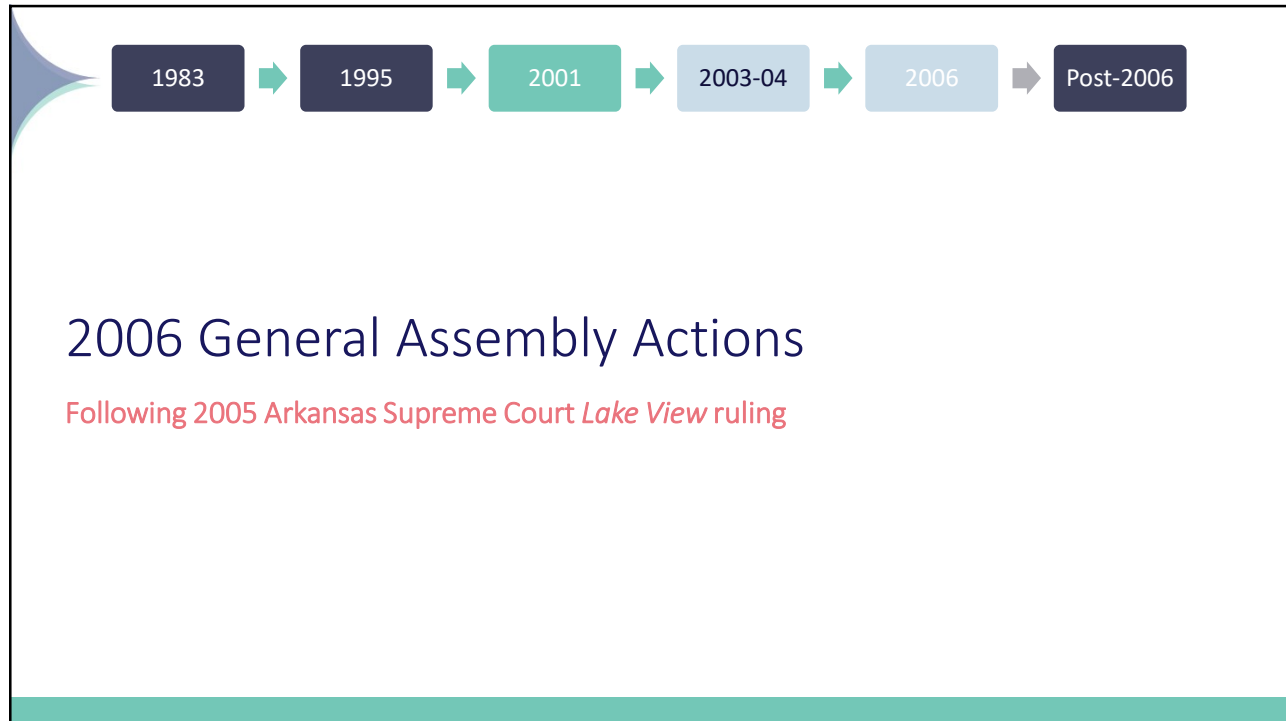 1983
1995
2001
2003-04
2006
Post-2006
2006 General Assembly Actions
Following 2005 Arkansas Supreme Court Lake View ruling